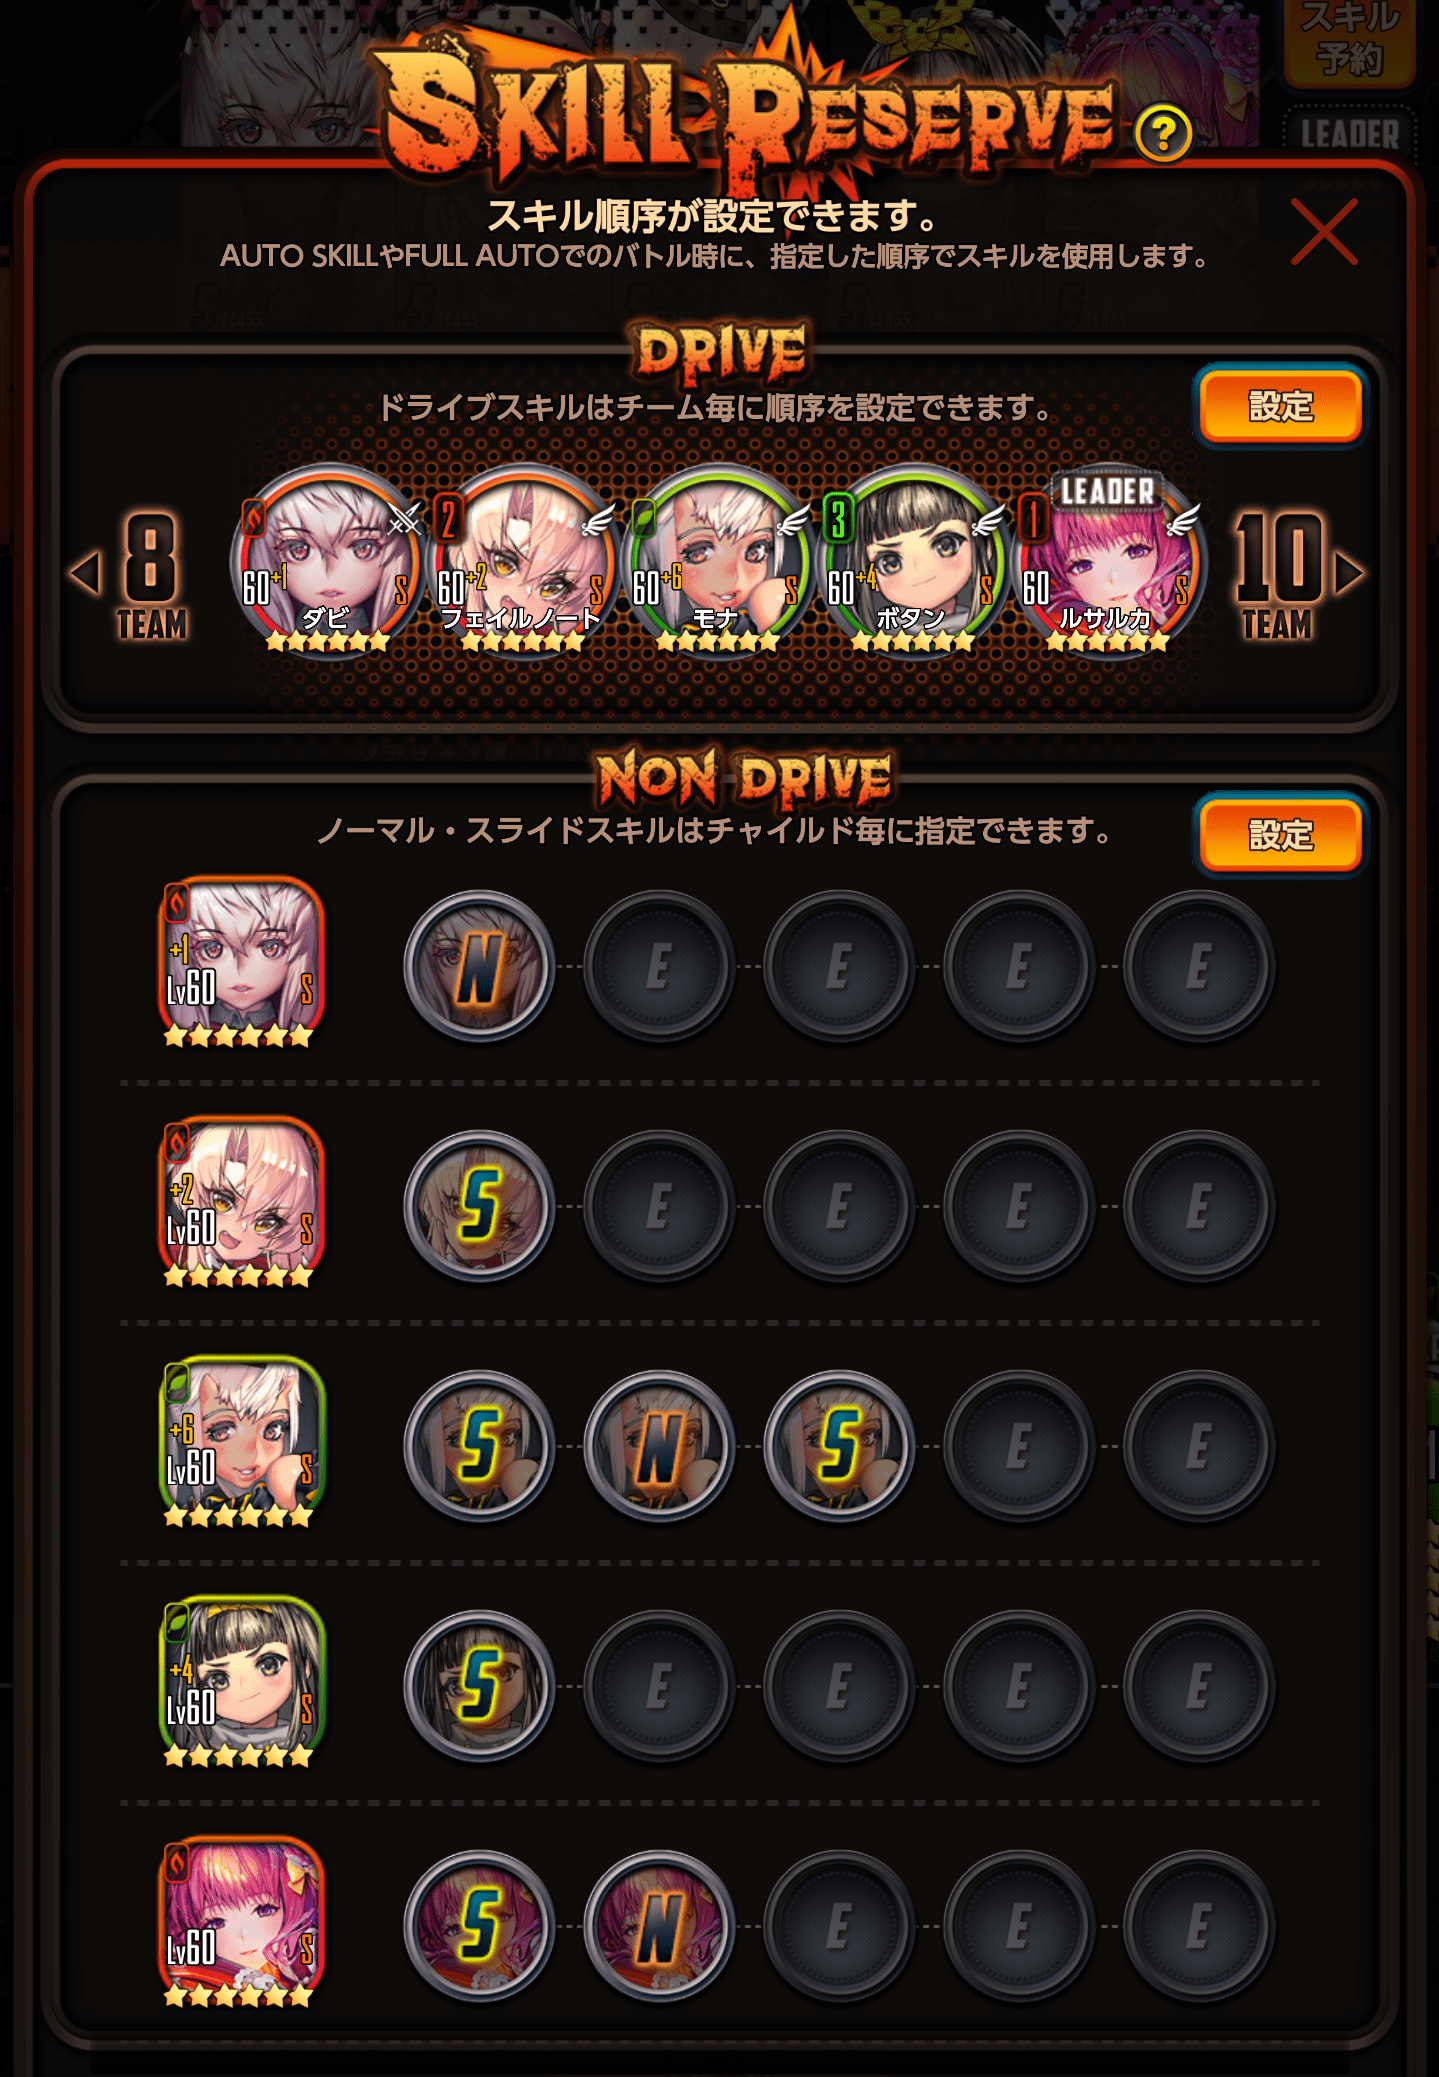 スキル
予約
SKILL RESERVE ?
LEADER
スキル順序が設定できます。
AUTO SKILLやFULL AUTOでのバトル時に、指定した順序でスキルを使用します。
S CLASS S CLASS S CLASS S CLASS
DRIVE
ドライブスキルはチーム毎に順序を設定できます。
設定
8
TEAM
60 +1 S
ダビ
2
60 +2 S
フェイルノート
60 +6 S
モナ
3
60 +4 S
ボタン
LEADER
1
60 S
ルサルカ
10
TEAM
NON DRIVE
ノーマル・スライドスキルはチャイルド毎に指定できます。
設定
+1
Lv60 S
N E E E E
+2
Lv60 S
S E E E E
+6
Lv60 S
S N S E E
+4
Lv60 S
S E E E E
Lv60 S
S N E E E